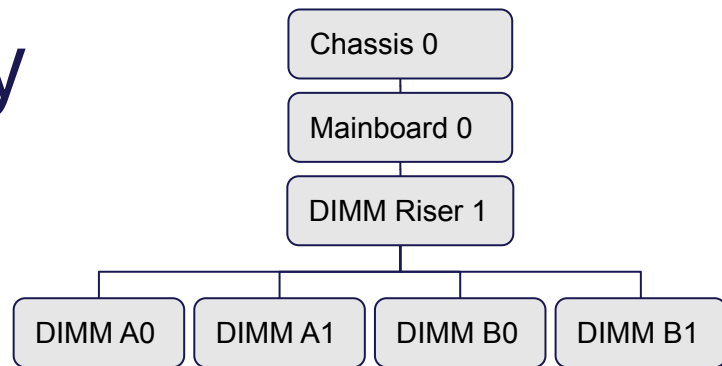 y
Chassis 0
Mainboard 0
DIMM Riser 1
DIMM A0 DIMM A1 DIMM B0 DIMM B1